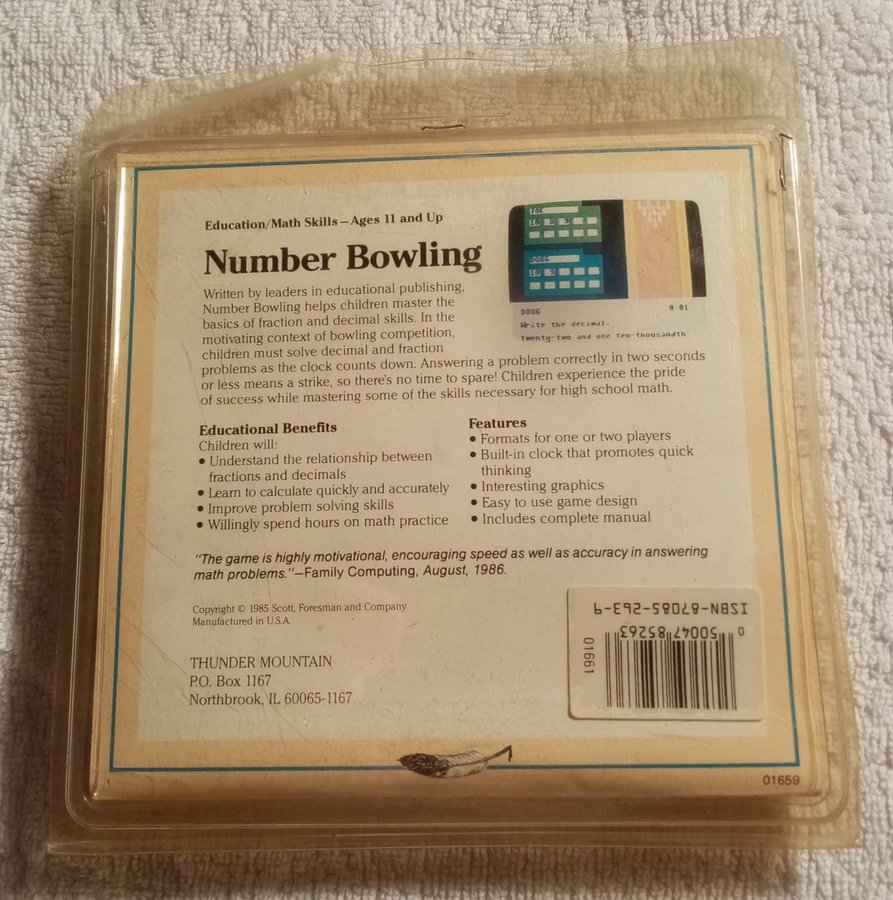 Education/Math Skills—Ages 11 and Up
Number Bowling
Written by leaders in educational publishing,
Number Bowling helps children master the
basics of fraction and decimal skills. In the
motivating context of bowling competition,
children must solve decimal and fraction
problems as the clock counts down. Answering a problem correctly in two seconds
or less means a strike, so there's no time to spare! Children experience the pride
of success while mastering some of the skills necessary for high school math.
JOE
DOUG
DOUG
Write the decimal.
twenty-two and one ten-thousandth
Educational Benefits
Children will:
• Understand the relationship between
fractions and decimals
• Learn to calculate quickly and accurately
• Improve problem solving skills
• Willingly spend hours on math practice
Features
• Formats for one or two players
• Built-in clock that promotes quick
thinking
• Interesting graphics
• Easy to use game design
• Includes complete manual
"The game is highly motivational, encouraging speed as well as accuracy in answering
math problems."—Family Computing, August, 1986.
Copyright © 1985 Scott, Foresman and Company
Manufactured in U.S.A.
THUNDER MOUNTAIN
P.O. Box 1167
Northbrook, IL 60065-1167
ISBN-87085-263-9
0 50047 85263
01661
01659